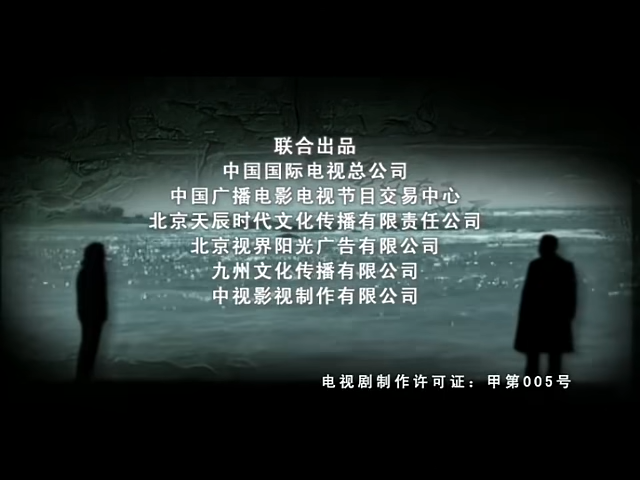 联合出品
中国国际电视总公司
中国广播电影电视节目交易中心
北京天辰时代文化传播有限责任公司
北京视界阳光广告有限公司
九州文化传播有限公司
中视影视制作有限公司
电视剧制作许可证：甲第005号